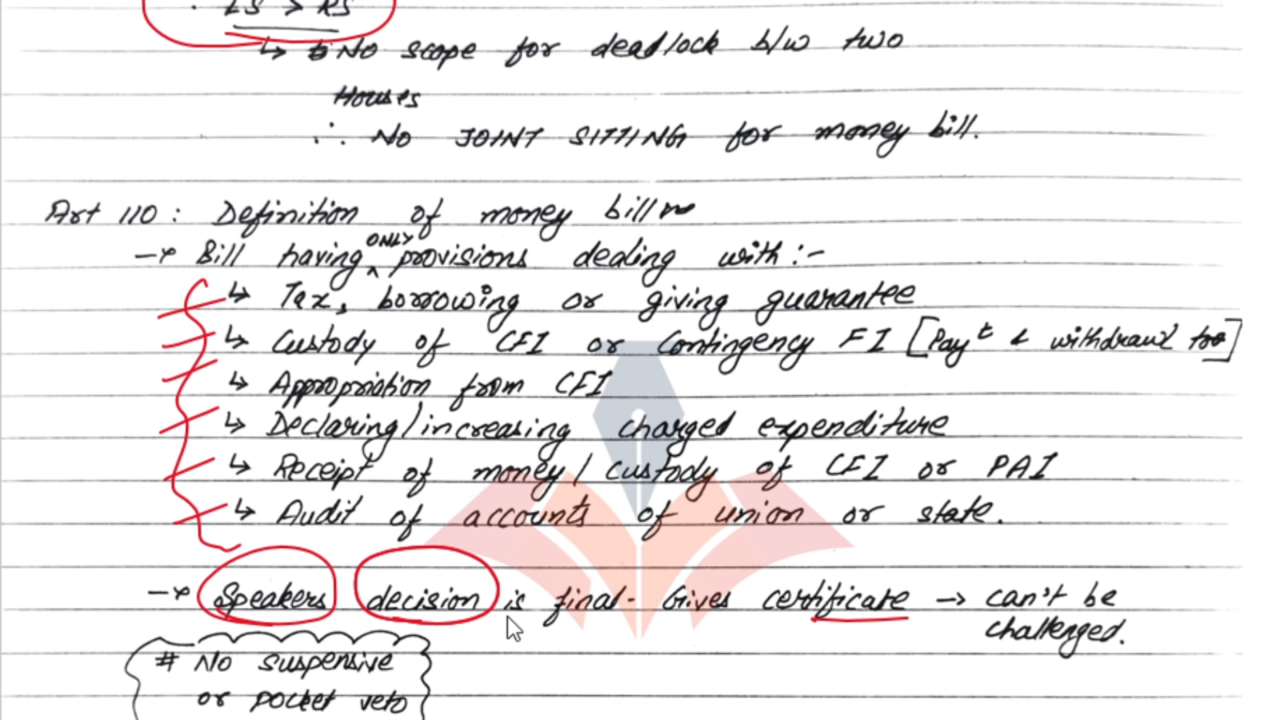 · LS > RS
↳ No scope for deadlock b/w two
Houses
∴ No JOINT SITTING for money bill.
Art 110 : Definition of money bill
→ Bill having ONLY provisions dealing with :-
↳ Tax, borrowing or giving guarantee
↳ Custody of CFI or Contingency FI [Payt & withdrawl too]
↳ Appropriation from CFI
↳ Declaring/increasing charged expenditure
↳ Receipt of money / custody of CFI or PAI
↳ Audit of accounts of union or state.
→ Speakers decision is final - Gives certificate → can't be
challenged.
# No suspensive
or pocket veto